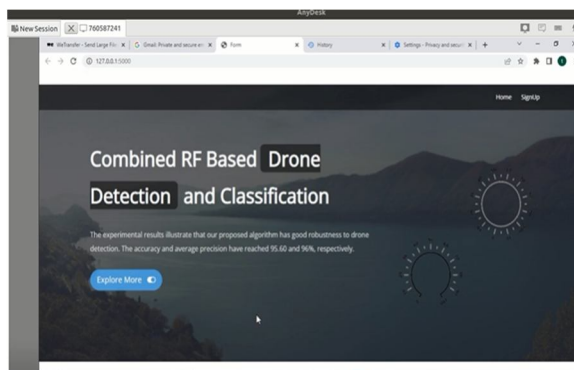 AnyDesk
New Session 760587241
WeTransfer - Send Large File Gmail: Private and secure em Form History Settings - Privacy and securi
127.0.0.1:5000
Home SignUp
Combined RF Based Drone
Detection and Classification
The experimental results illustrate that our proposed algorithm has good robustness to drone
detection. The accuracy and average precision have reached 95.60 and 96%, respectively.
Explore More